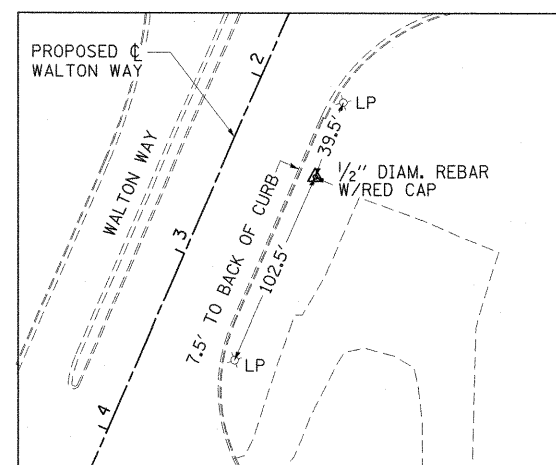 PROPOSED ℄
WALTON WAY
2
LP
39.5'
1/2" DIAM. REBAR
W/RED CAP
WALTON WAY
3
7.5' TO BACK OF CURB
102.5'
LP
4